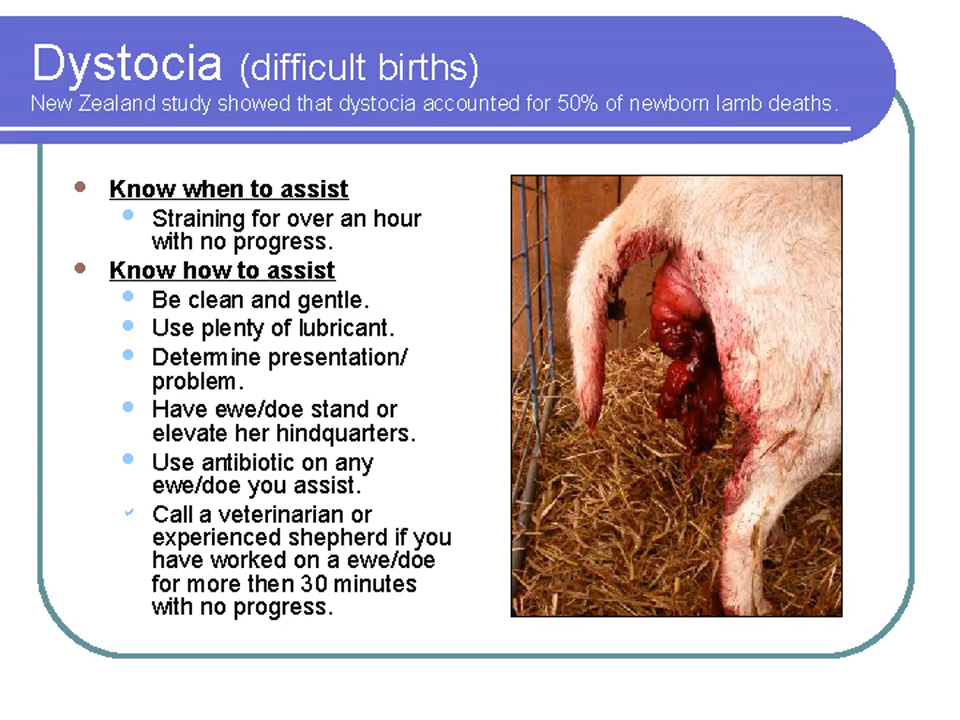 Dystocia (difficult births)
New Zealand study showed that dystocia accounted for 50% of newborn lamb deaths.
Know when to assist
Straining for over an hour
with no progress.
Know how to assist
Be clean and gentle.
Use plenty of lubricant.
Determine presentation/
problem.
Have ewe/doe stand or
elevate her hindquarters.
Use antibiotic on any
ewe/doe you assist.
Call a veterinarian or
experienced shepherd if you
have worked on a ewe/doe
for more then 30 minutes
with no progress.